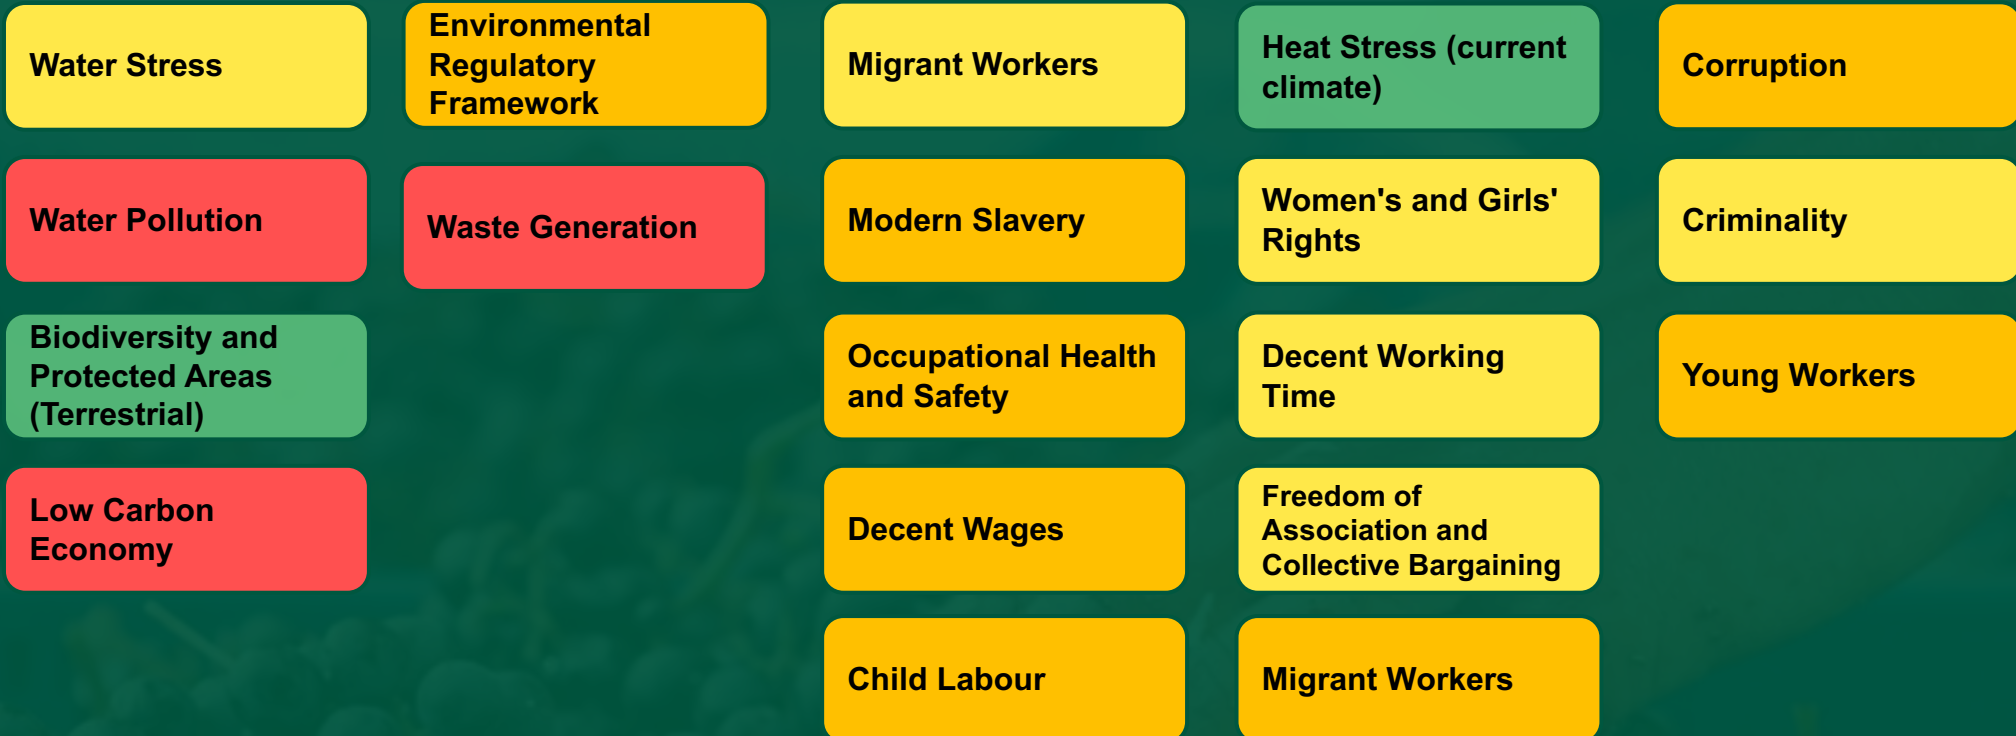 Water Stress
Environmental
Regulatory
Framework
Migrant Workers
Heat Stress (current
climate)
Corruption
Water Pollution
Waste Generation
Modern Slavery
Women's and Girls'
Rights
Criminality
Biodiversity and
Protected Areas
(Terrestrial)
Occupational Health
and Safety
Decent Working
Time
Young Workers
Low Carbon
Economy
Decent Wages
Freedom of
Association and
Collective Bargaining
Child Labour
Migrant Workers